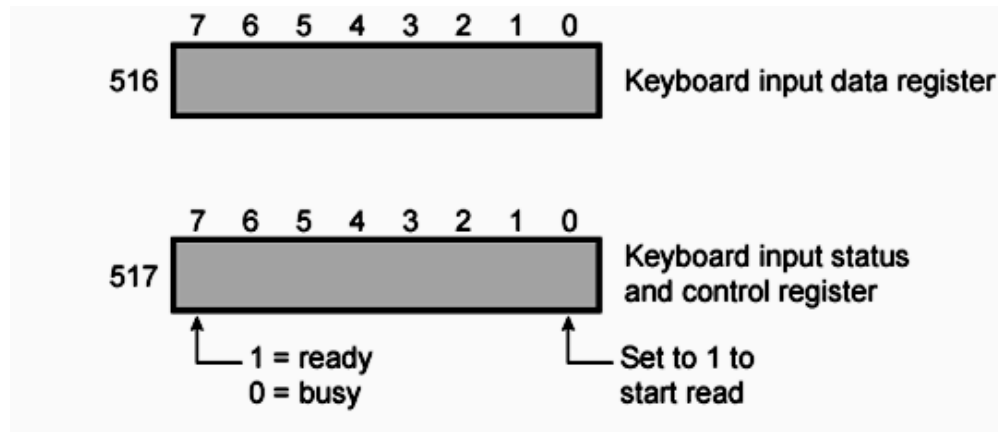 7 6 5 4 3 2 1 0
516 Keyboard input data register
7 6 5 4 3 2 1 0
517 Keyboard input status
and control register
1 = ready
0 = busy
Set to 1 to
start read